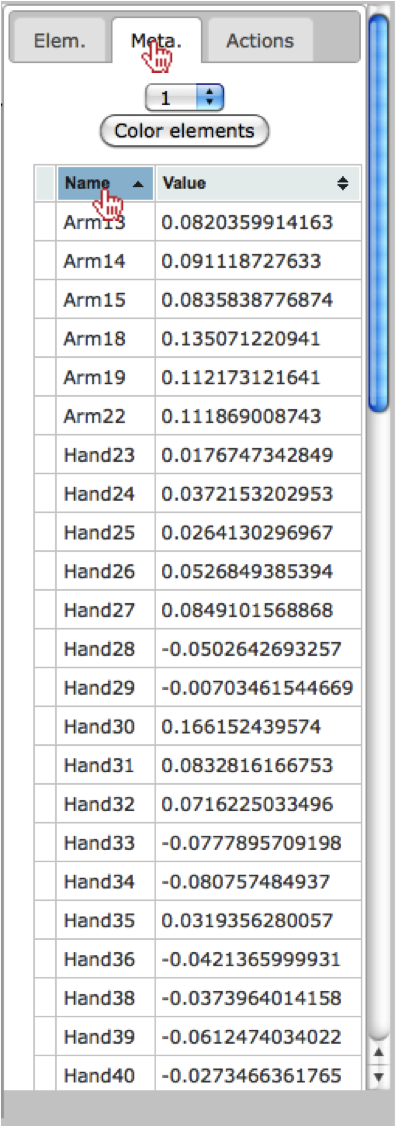 Elem. Meta. Actions
1
Color elements
Name Value
Arm13 0.0820359914163
Arm14 0.091118727633
Arm15 0.0835838776874
Arm18 0.135071220941
Arm19 0.112173121641
Arm22 0.111869008743
Hand23 0.0176747342849
Hand24 0.0372153202953
Hand25 0.0264130296967
Hand26 0.0526849385394
Hand27 0.0849101568868
Hand28 -0.0502642693257
Hand29 -0.00703461544669
Hand30 0.166152439574
Hand31 0.0832816166753
Hand32 0.0716225033496
Hand33 -0.0777895709198
Hand34 -0.080757484937
Hand35 0.0319356280057
Hand36 -0.0421365999931
Hand38 -0.0373964014158
Hand39 -0.0612474034022
Hand40 -0.0273466361765